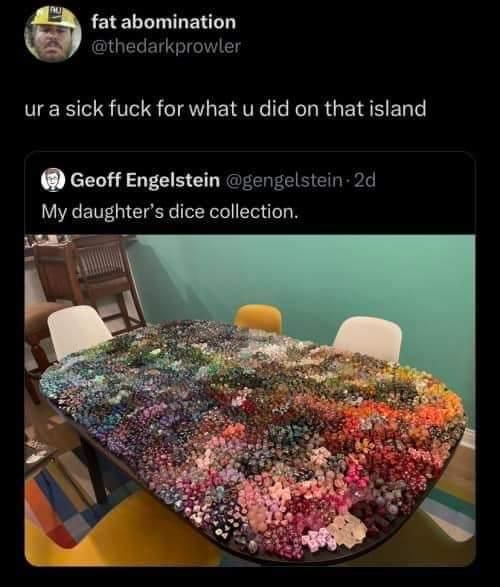 fat abomination
@thedarkprowler
ur a sick fuck for what u did on that island
Geoff Engelstein @gengelstein · 2d
My daughter's dice collection.